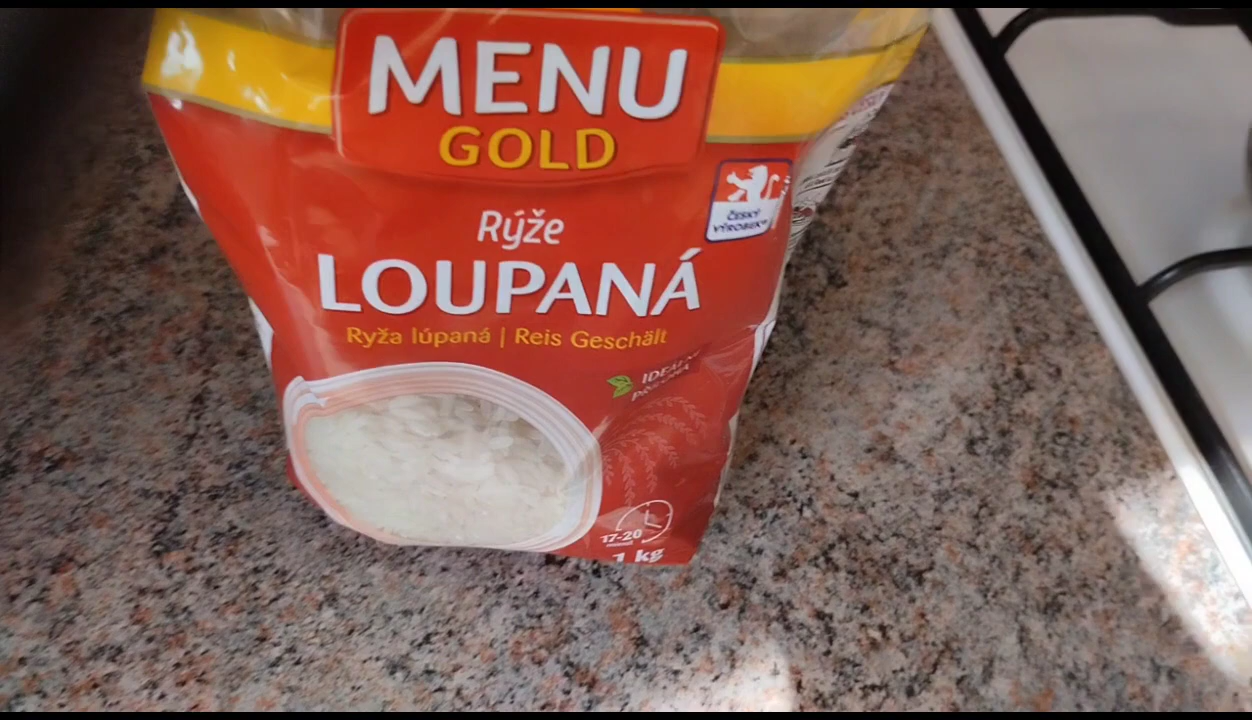 MENU
GOLD
ČESKÝ
VÝROBEK
Rýže
LOUPANÁ
Ryža lúpaná | Reis Geschält
17-20
1 kg